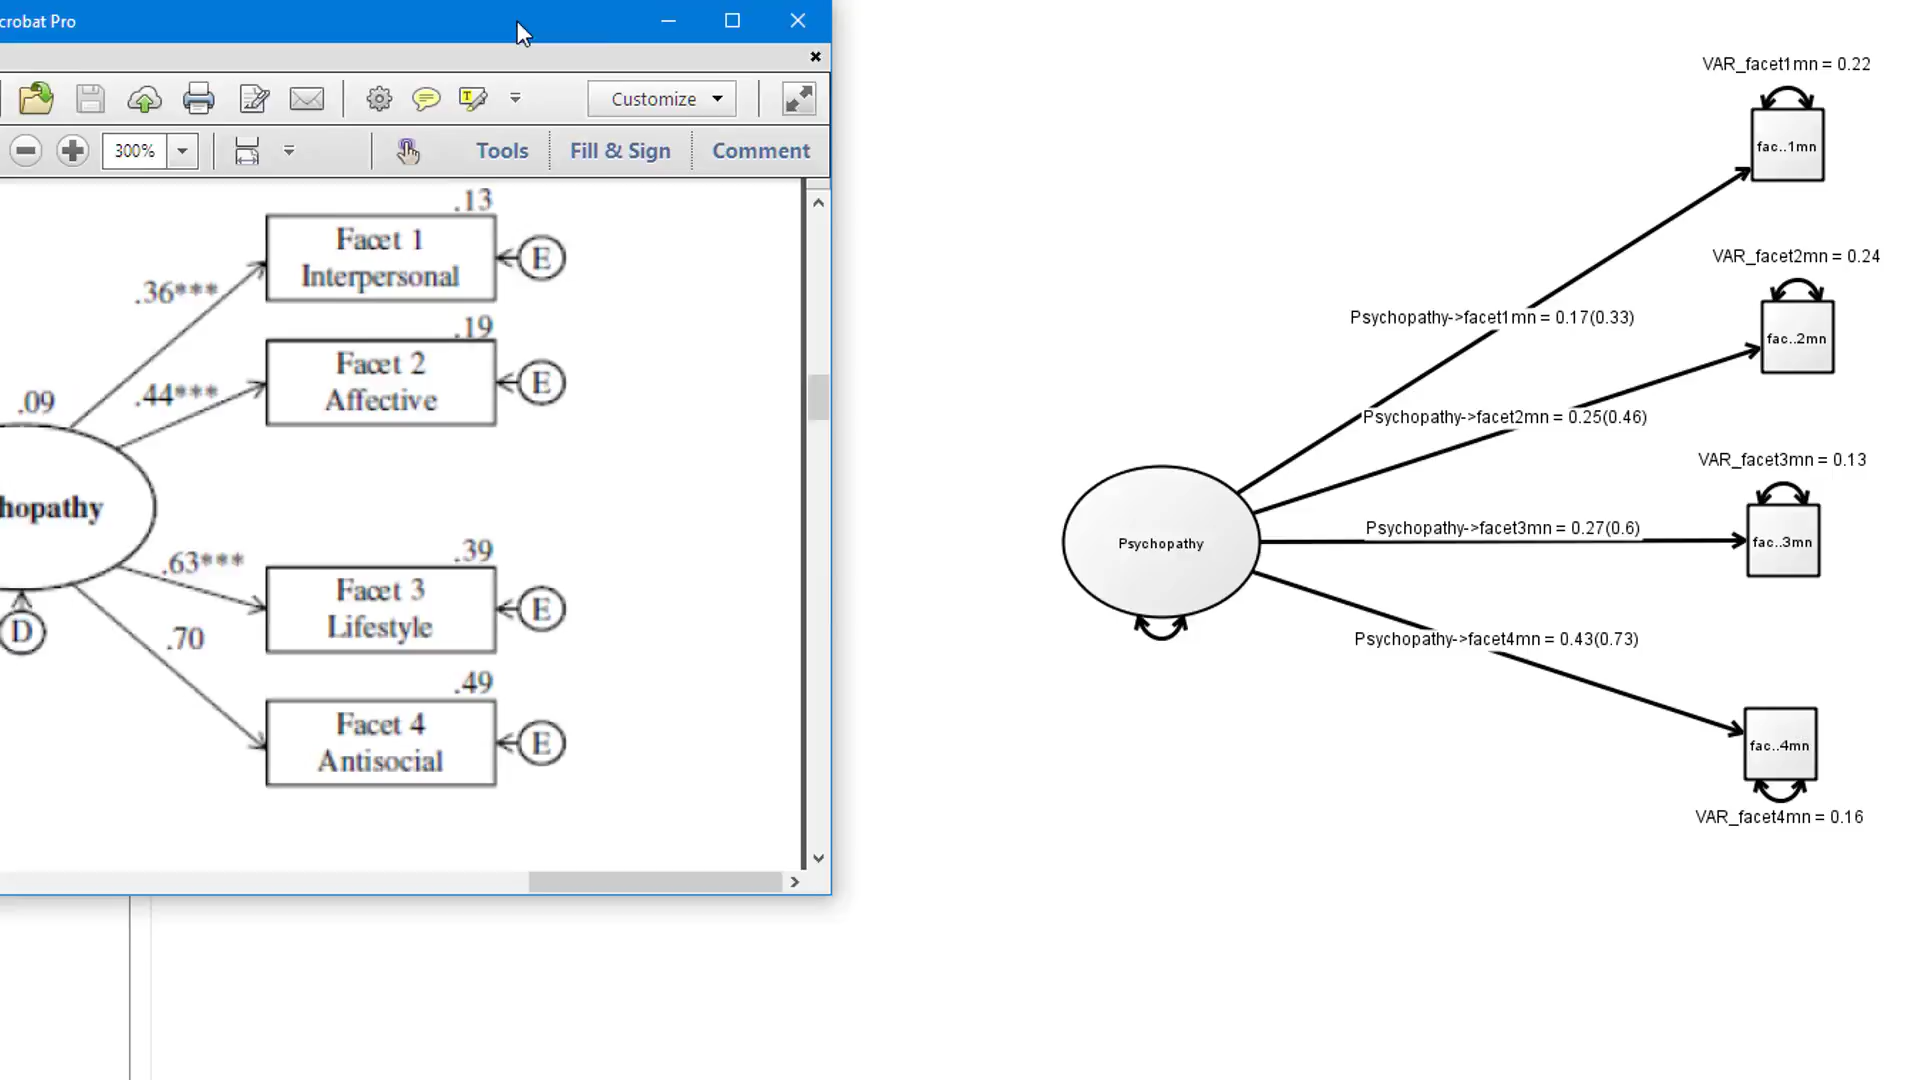 crobat Pro
Customize
300%
Tools
Fill & Sign
Comment
.13
Facet 1
Interpersonal
E
.36***
.19
Facet 2
Affective
E
.44***
.09
hopathy
D
.63***
.39
Facet 3
Lifestyle
E
.70
.49
Facet 4
Antisocial
E
VAR_facet1mn = 0.22
fac..1mn
VAR_facet2mn = 0.24
fac..2mn
Psychopathy->facet1mn = 0.17(0.33)
Psychopathy->facet2mn = 0.25(0.46)
VAR_facet3mn = 0.13
Psychopathy->facet3mn = 0.27(0.6)
fac..3mn
Psychopathy
Psychopathy->facet4mn = 0.43(0.73)
fac..4mn
VAR_facet4mn = 0.16